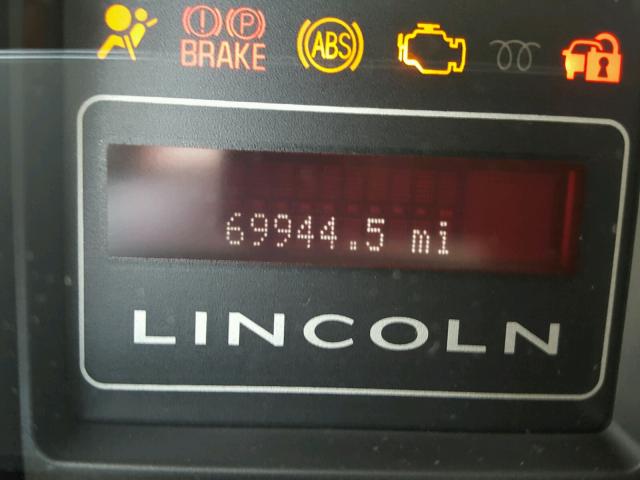 (!) (P)
BRAKE
ABS
69944.5 mi
LINCOLN